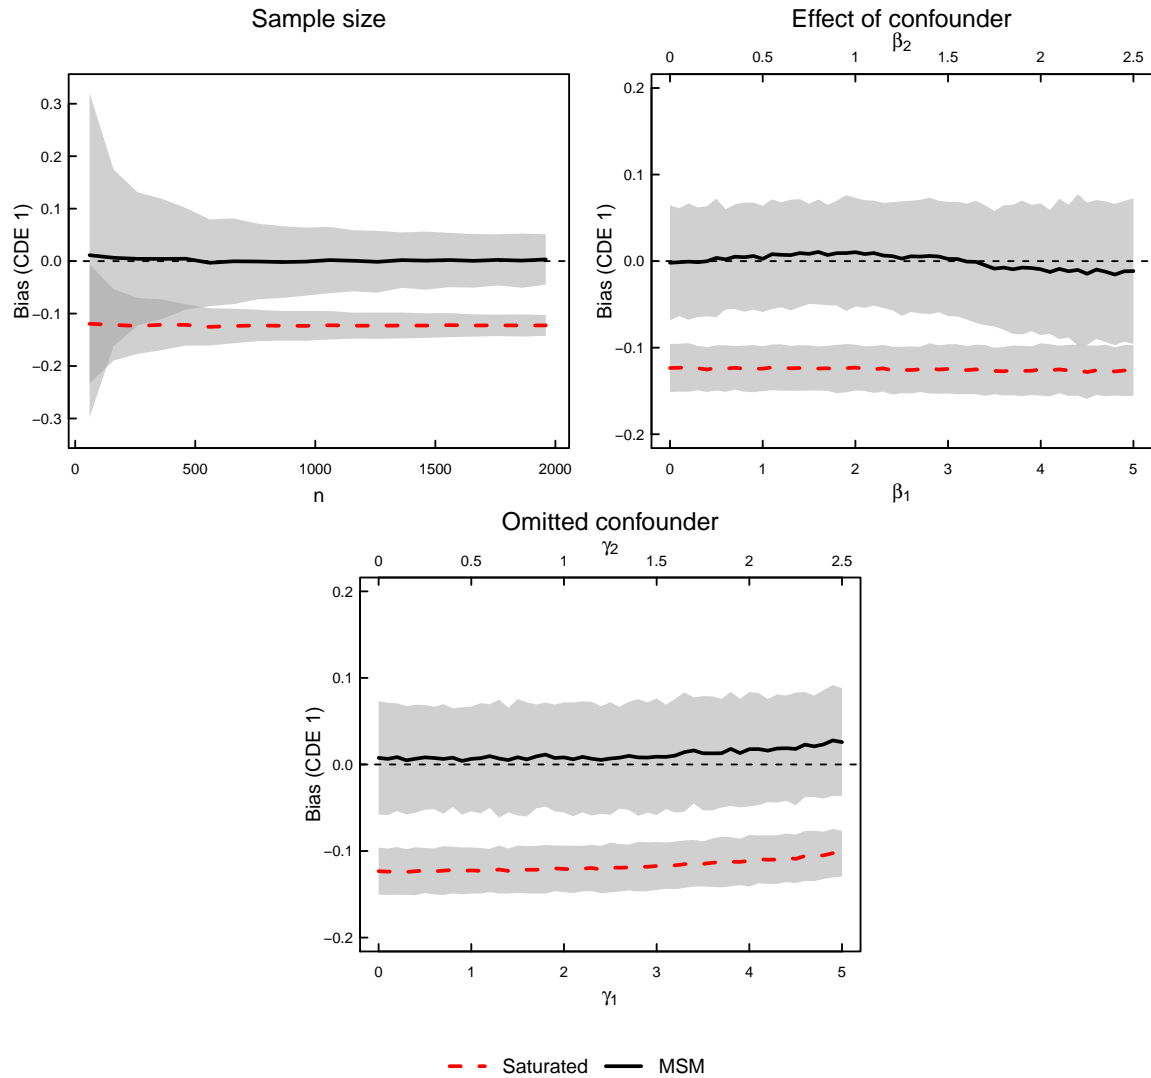 Sample size
Bias (CDE 1)
0.3
0.2
0.1
0.0
−0.1
−0.2
−0.3
0 500 1000 1500 2000
n
Effect of confounder
β2
0 0.5 1 1.5 2 2.5
Bias (CDE 1)
0.2
0.1
0.0
−0.1
−0.2
0 1 2 3 4 5
β1
Omitted confounder
γ2
0 0.5 1 1.5 2 2.5
Bias (CDE 1)
0.2
0.1
0.0
−0.1
−0.2
0 1 2 3 4 5
γ1
Saturated MSM